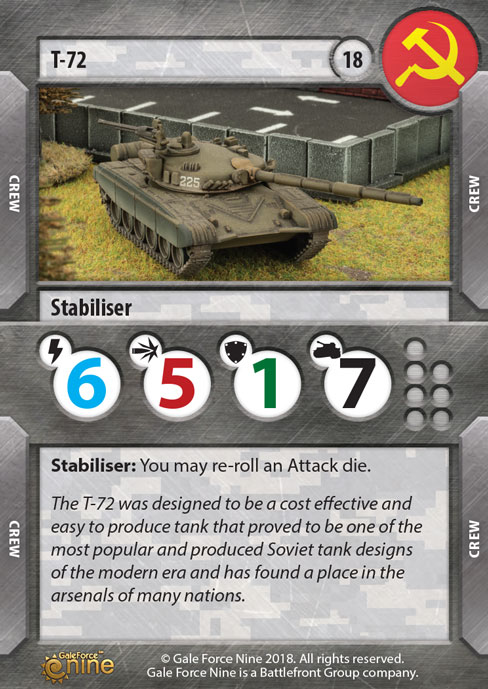 T-72
18
CREW
CREW
225
Stabiliser
6 5 1 7
Stabiliser: You may re-roll an Attack die.
The T-72 was designed to be a cost effective and
easy to produce tank that proved to be one of the
most popular and produced Soviet tank designs
of the modern era and has found a place in the
arsenals of many nations.
CREW
CREW
GaleForce™
nine
© Gale Force Nine 2018. All rights reserved.
Gale Force Nine is a Battlefront Group company.